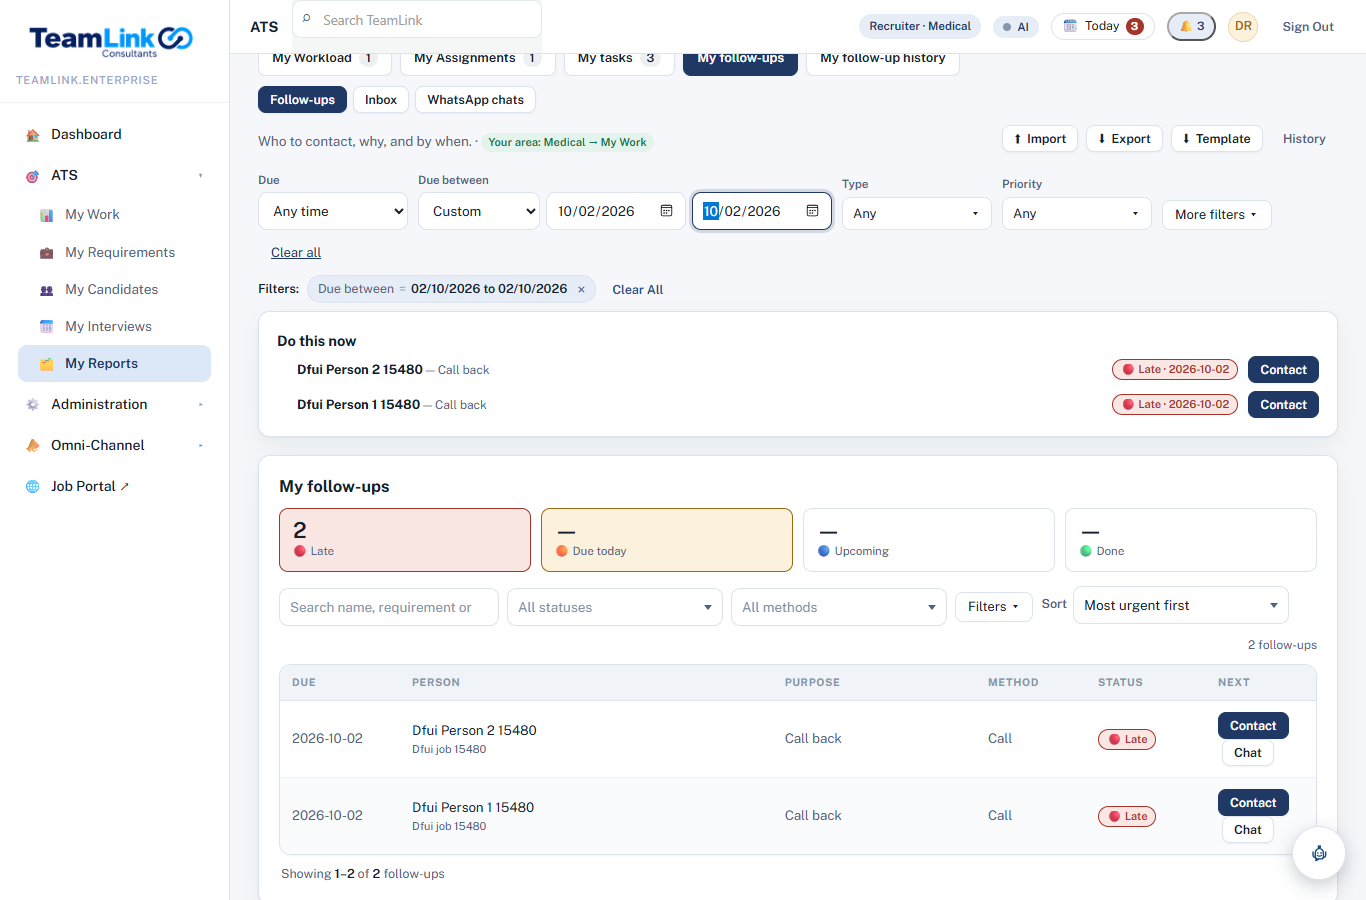 TeamLink
Consultants
TEAMLINK.ENTERPRISE
Dashboard
ATS
My Work
My Requirements
My Candidates
My Interviews
My Reports
Administration
Omni-Channel
Job Portal ↗
ATS
Search TeamLink
Recruiter · Medical
AI
Today 3
3
DR
Sign Out
My Workload 1
My Assignments 1
My tasks 3
My follow-ups
My follow-up history
Follow-ups
Inbox
WhatsApp chats
Who to contact, why, and by when. · Your area: Medical → My Work
⬆ Import
⬇ Export
⬇ Template
History
Due
Due between
Type
Priority
Any time
Custom
10/02/2026
10/02/2026
Any
Any
More filters
Clear all
Filters: Due between = 02/10/2026 to 02/10/2026 × Clear All
Do this now
Dfui Person 2 15480 — Call back Late · 2026-10-02 Contact
Dfui Person 1 15480 — Call back Late · 2026-10-02 Contact
My follow-ups
2
Late
—
Due today
—
Upcoming
—
Done
Search name, requirement or
All statuses
All methods
Filters
Sort
Most urgent first
2 follow-ups
DUE PERSON PURPOSE METHOD STATUS NEXT
2026-10-02 Dfui Person 2 15480 Call back Call Late Contact
Dfui job 15480 Chat
2026-10-02 Dfui Person 1 15480 Call back Call Late Contact
Dfui job 15480 Chat
Showing 1–2 of 2 follow-ups